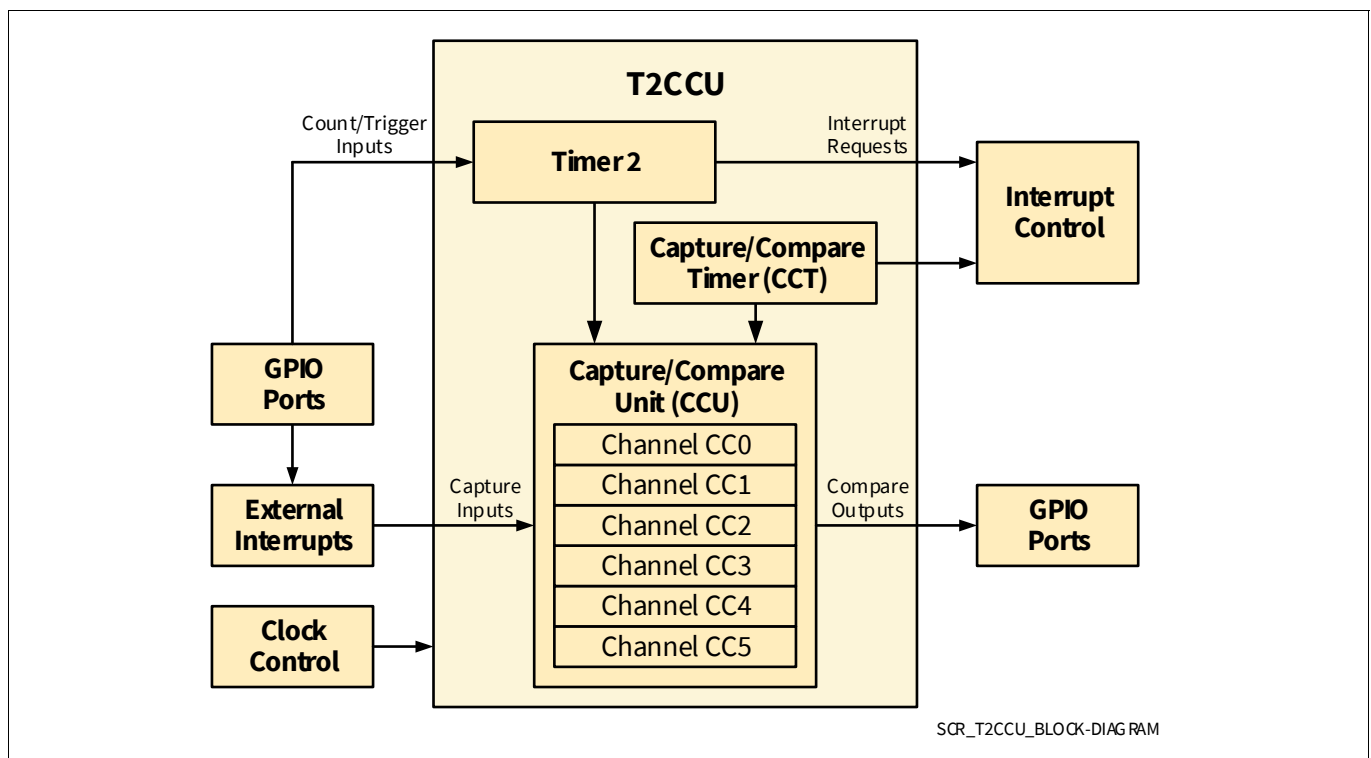 T2CCU
Count/Trigger
Inputs
Timer 2
Interrupt
Requests
Interrupt
Control
Capture/Compare
Timer (CCT)
GPIO
Ports
Capture/Compare
Unit (CCU)
Channel CC0
Channel CC1
Channel CC2
Channel CC3
Channel CC4
Channel CC5
External
Interrupts
Capture
Inputs
Compare
Outputs
GPIO
Ports
Clock
Control
SCR_T2CCU_BLOCK-DIAGRAM